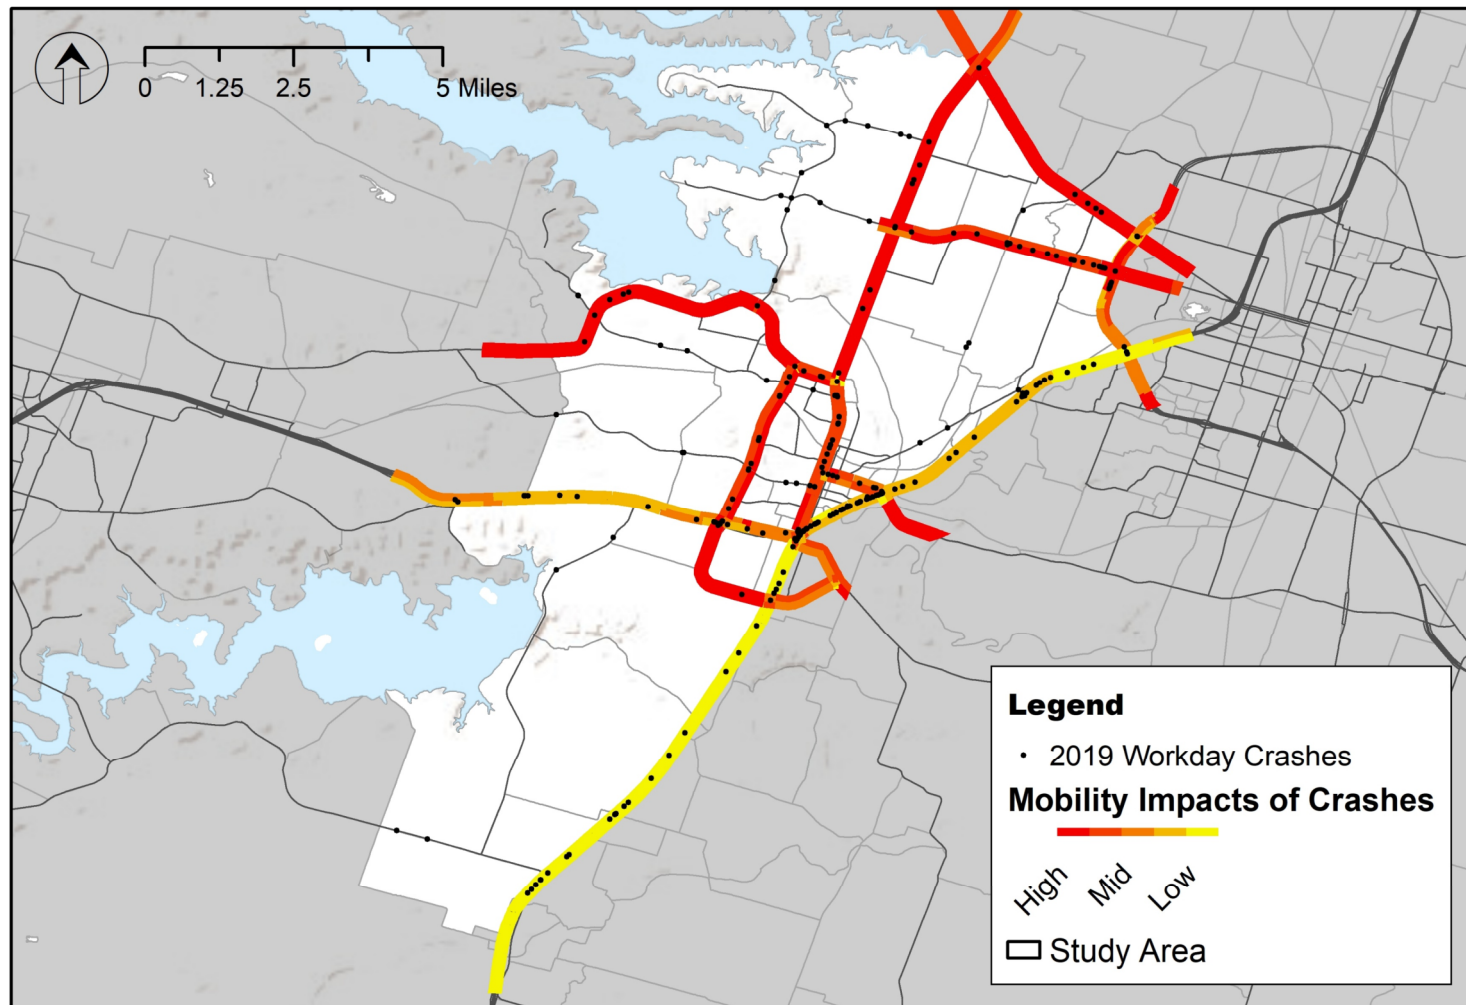 0 1.25 2.5 5 Miles
Legend
2019 Workday Crashes
Mobility Impacts of Crashes
High Mid Low
Study Area